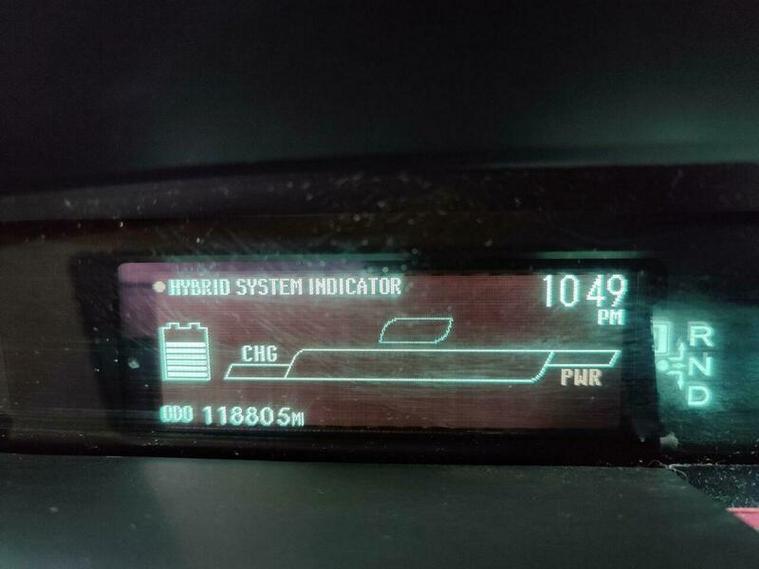 HYBRID SYSTEM INDICATOR
10 49
PM
CHG
PWR
ODO 118805MI
R
N
D